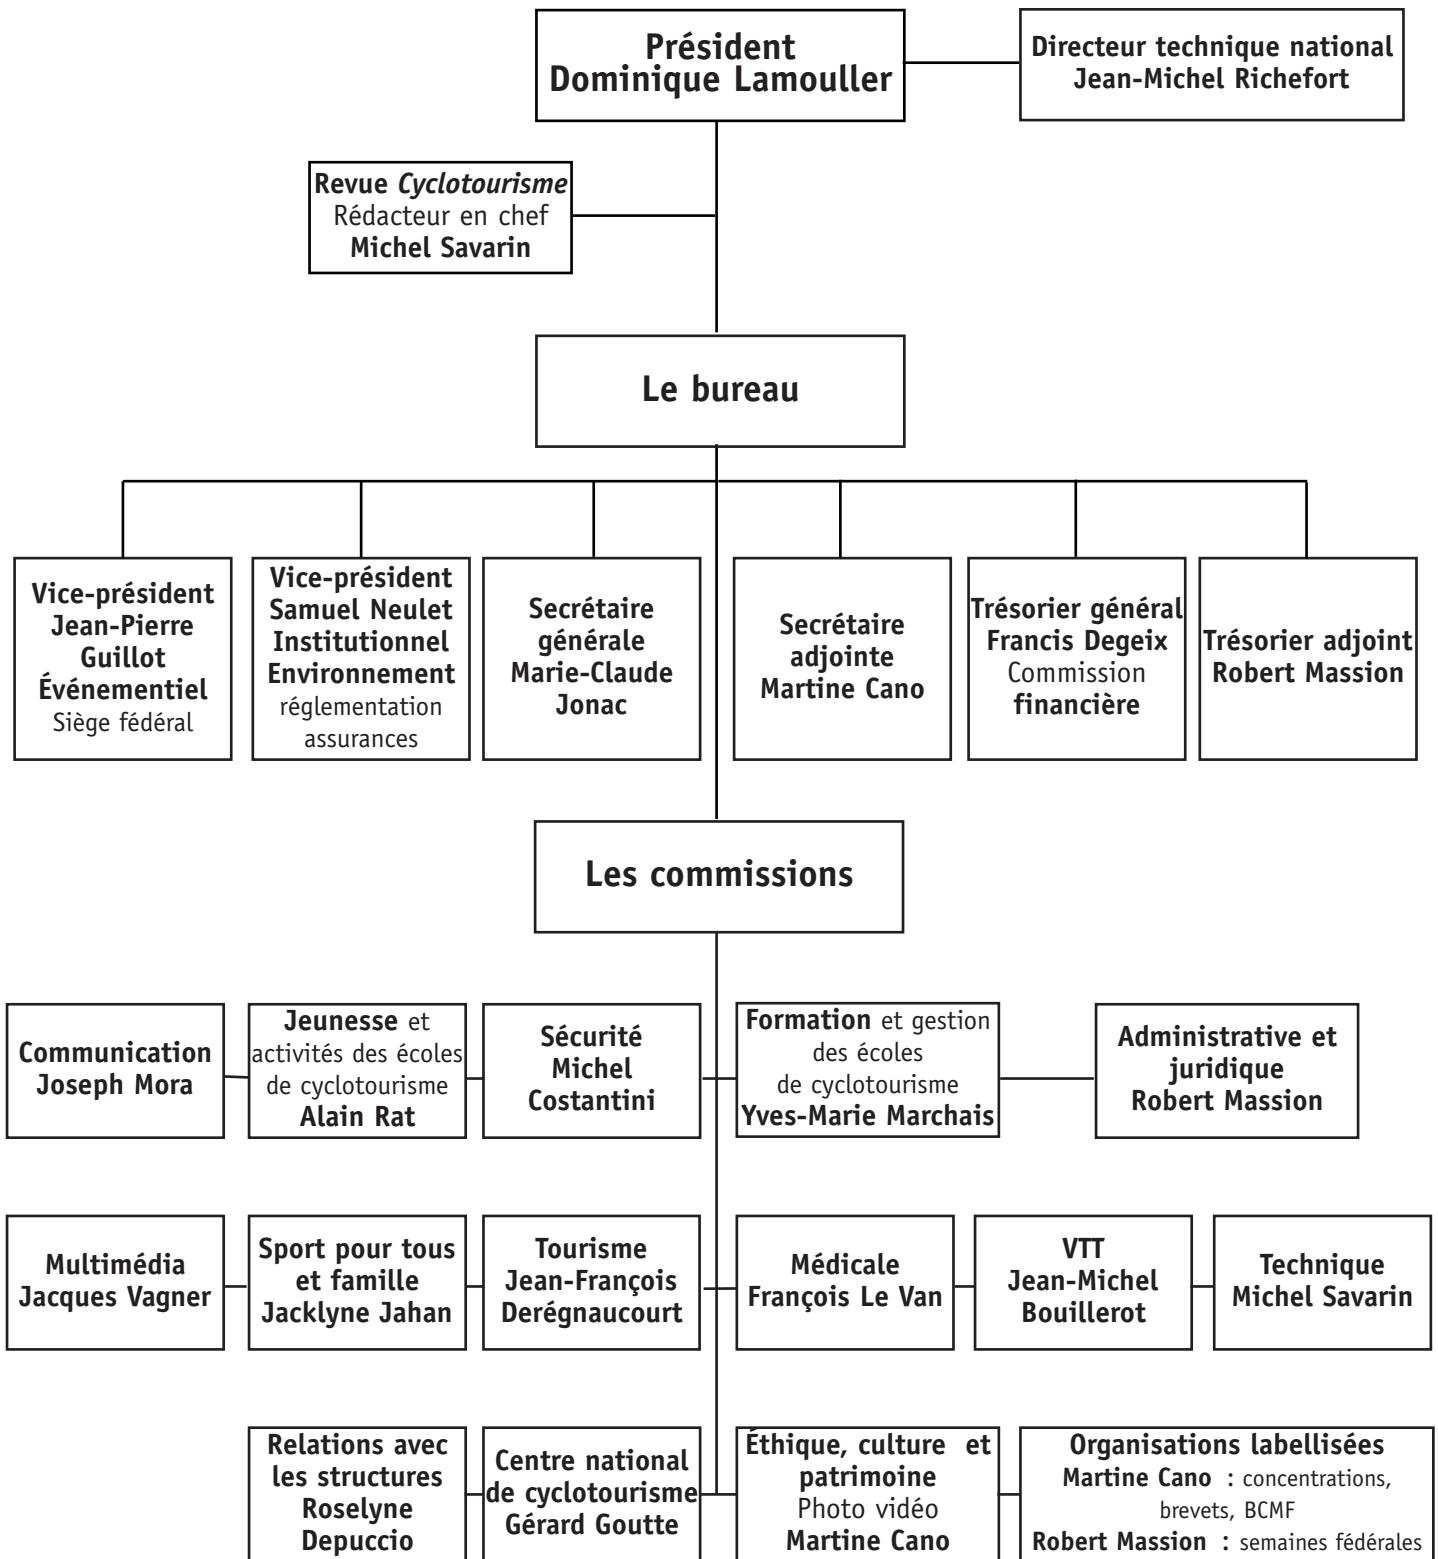 Président
Dominique Lamouller
Directeur technique national
Jean-Michel Richefort
Revue Cyclotourisme
Rédacteur en chef
Michel Savarin
Le bureau
Vice-président
Jean-Pierre
Guillot
Événementiel
Siège fédéral
Vice-président
Samuel Neulet
Institutionnel
Environnement
réglementation
assurances
Secrétaire
générale
Marie-Claude
Jonac
Secrétaire
adjointe
Martine Cano
Trésorier général
Francis Degeix
Commission
financière
Trésorier adjoint
Robert Massion
Les commissions
Communication
Joseph Mora
Jeunesse et
activités des écoles
de cyclotourisme
Alain Rat
Sécurité
Michel
Costantini
Formation et gestion
des écoles
de cyclotourisme
Yves-Marie Marchais
Administrative et
juridique
Robert Massion
Multimédia
Jacques Vagner
Sport pour tous
et famille
Jacklyne Jahan
Tourisme
Jean-François
Derégnaucourt
Médicale
François Le Van
VTT
Jean-Michel
Bouillerot
Technique
Michel Savarin
Relations avec
les structures
Roselyne
Depuccio
Centre national
de cyclotourisme
Gérard Goutte
Éthique, culture et
patrimoine
Photo vidéo
Martine Cano
Organisations labellisées
Martine Cano : concentrations,
brevets, BCMF
Robert Massion : semaines fédérales